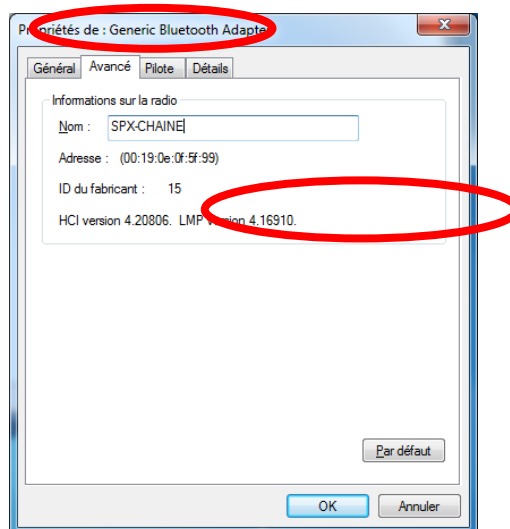 Propriétés de : Generic Bluetooth Adapter
Général Avancé Pilote Détails
Informations sur la radio
Nom : SPX-CHAINE
Adresse : (00:19:0e:0f:5f:99)
ID du fabricant : 15
HCI version 4.20806. LMP version 4.16910.
Par défaut
OK Annuler